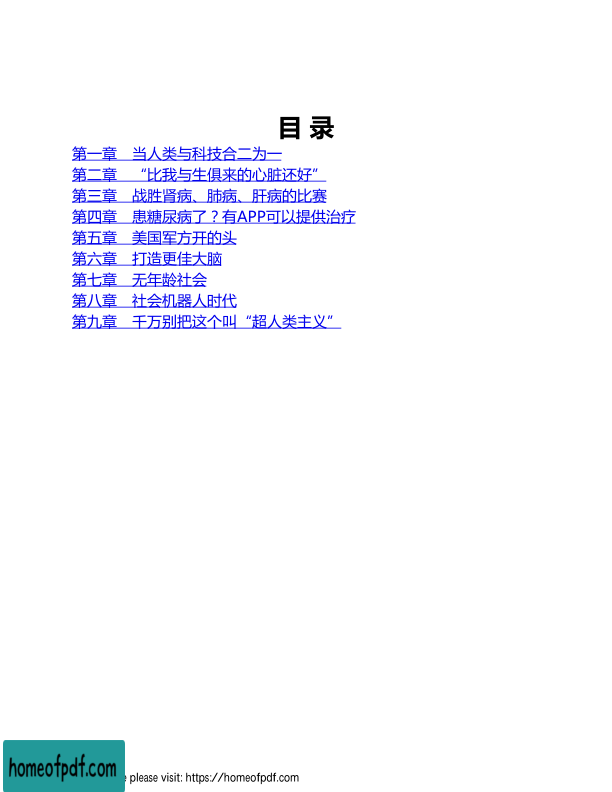 目 录
第一章 当人类与科技合二为一
第二章 “比我与生俱来的心脏还好”
第三章 战胜肾病、肺病、肝病的比赛
第四章 患糖尿病了？有APP可以提供治疗
第五章 美国军方开的头
第六章 打造更佳大脑
第七章 无年龄社会
第八章 社会机器人时代
第九章 千万别把这个叫“超人类主义”
homeofpdf.com
please visit: https://homeofpdf.com